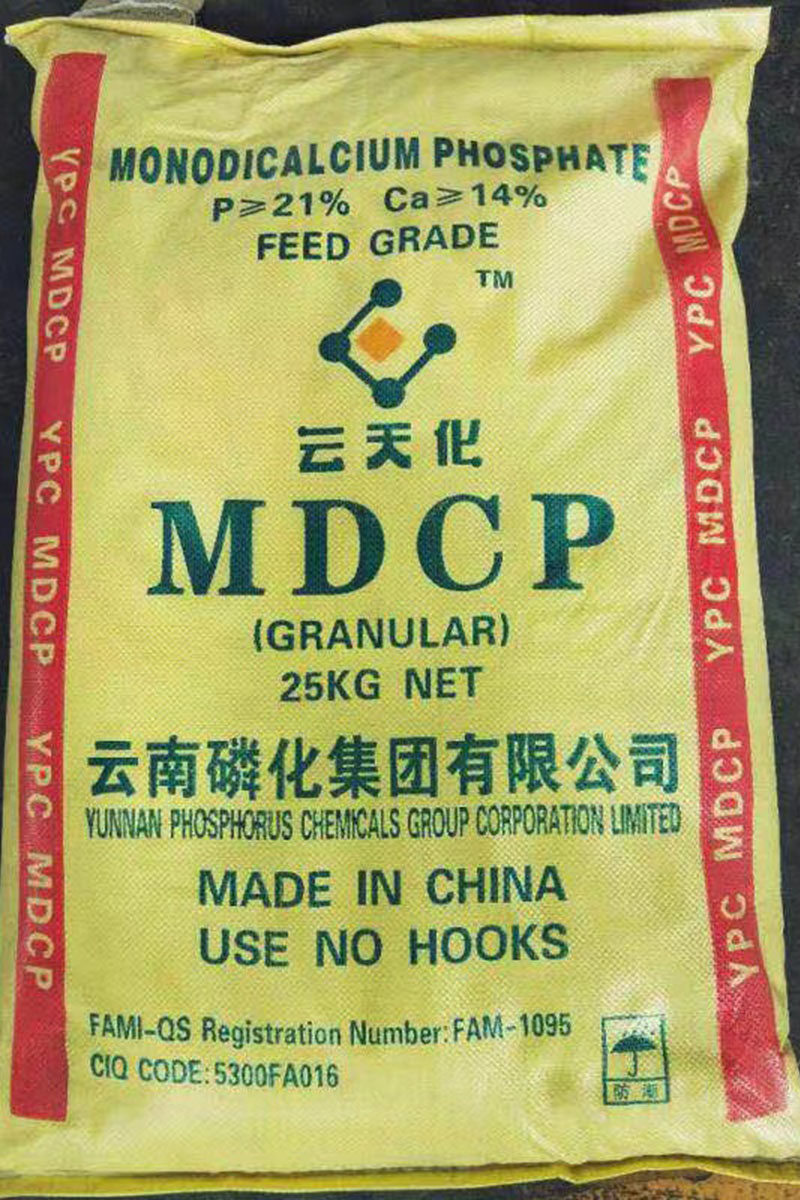 MONODICALCIUM PHOSPHATE
P⩾21% Ca⩾14%
FEED GRADE
TM
云天化
MDCP
(GRANULAR)
25KG NET
云南磷化集团有限公司
YUNNAN PHOSPHORUS CHEMICALS GROUP CORPORATION LIMITED
MADE IN CHINA
USE NO HOOKS
FAMI-QS Registration Number:FAM-1095
CIQ CODE:5300FA016
防潮
YPC MDCP YPC MDCP YPC MDCP
YPC MDCP YPC MDCP YPC MDCP